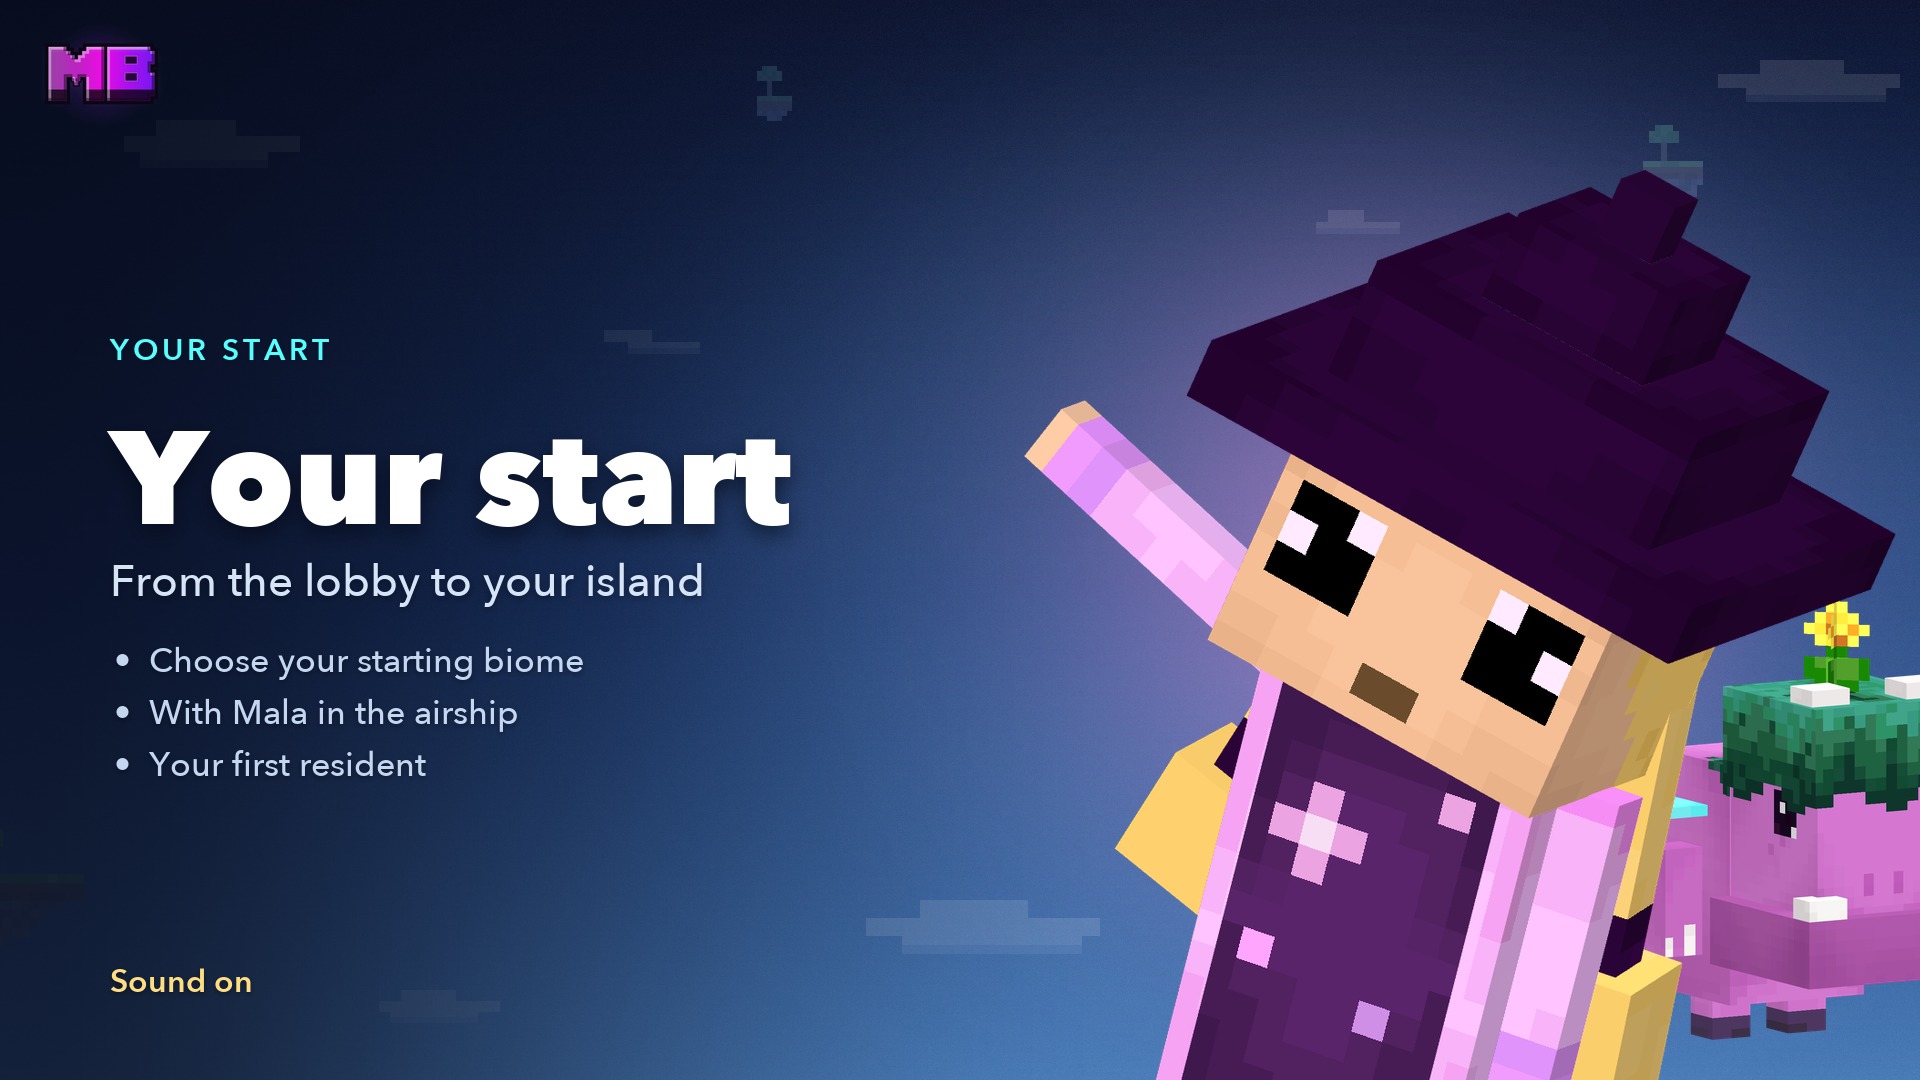 MB
YOUR START
Your start
From the lobby to your island
• Choose your starting biome
• With Mala in the airship
• Your first resident
Sound on